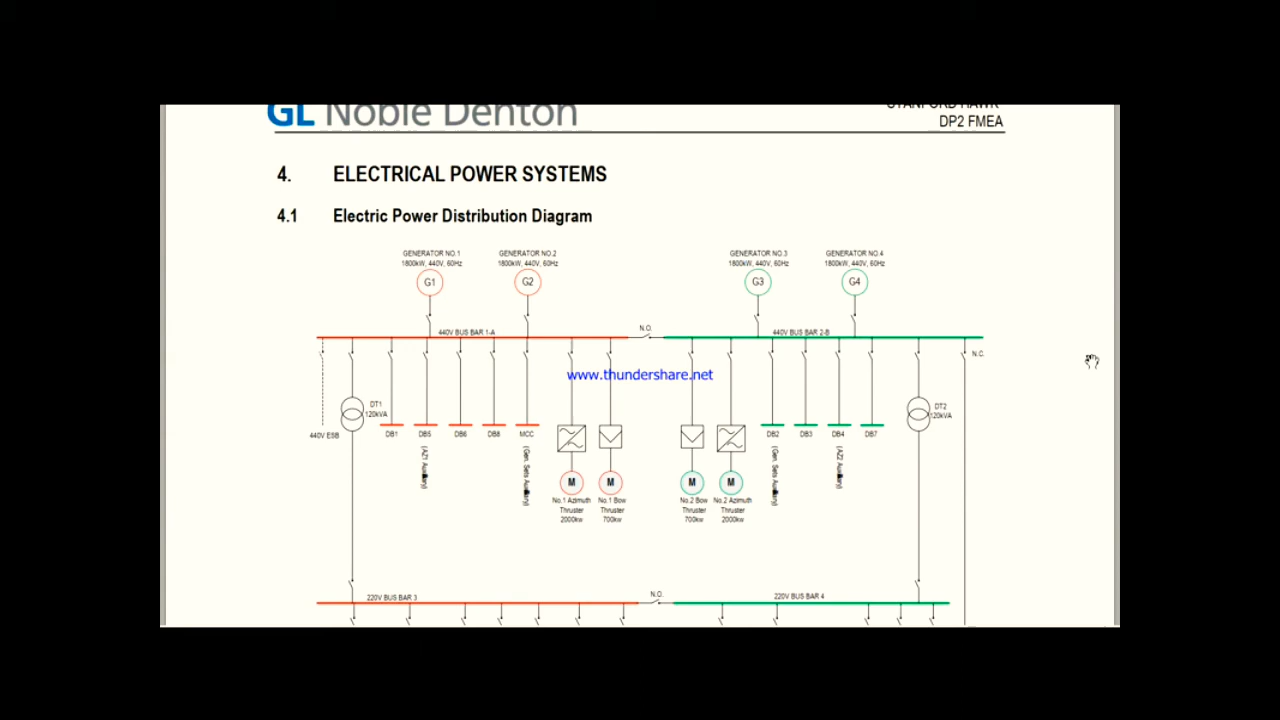 GL Noble Denton
STANFORD HAWK
DP2 FMEA
4. ELECTRICAL POWER SYSTEMS
4.1 Electric Power Distribution Diagram
GENERATOR NO.1
1800kW, 440V, 60Hz
GENERATOR NO.2
1800kW, 440V, 60Hz
GENERATOR NO.3
1800kW, 440V, 60Hz
GENERATOR NO.4
1800kW, 440V, 60Hz
G1
G2
G3
G4
440V BUS BAR 1-A
N.O.
440V BUS BAR 2-B
N.C.
www.thundershare.net
DT1
120kVA
DT2
120kVA
440V ESB
DB1
DB5
DB6
DB8
MCC
DB2
DB3
DB4
DB7
(AZ1 Auxiliary)
(Gen. Sets Auxiliary)
(Gen. Sets Auxiliary)
(AZ2 Auxiliary)
M
M
M
M
No.1 Azimuth
Thruster
2000kw
No.1 Bow
Thruster
700kw
No.2 Bow
Thruster
700kw
No.2 Azimuth
Thruster
2000kw
220V BUS BAR 3
N.O.
220V BUS BAR 4